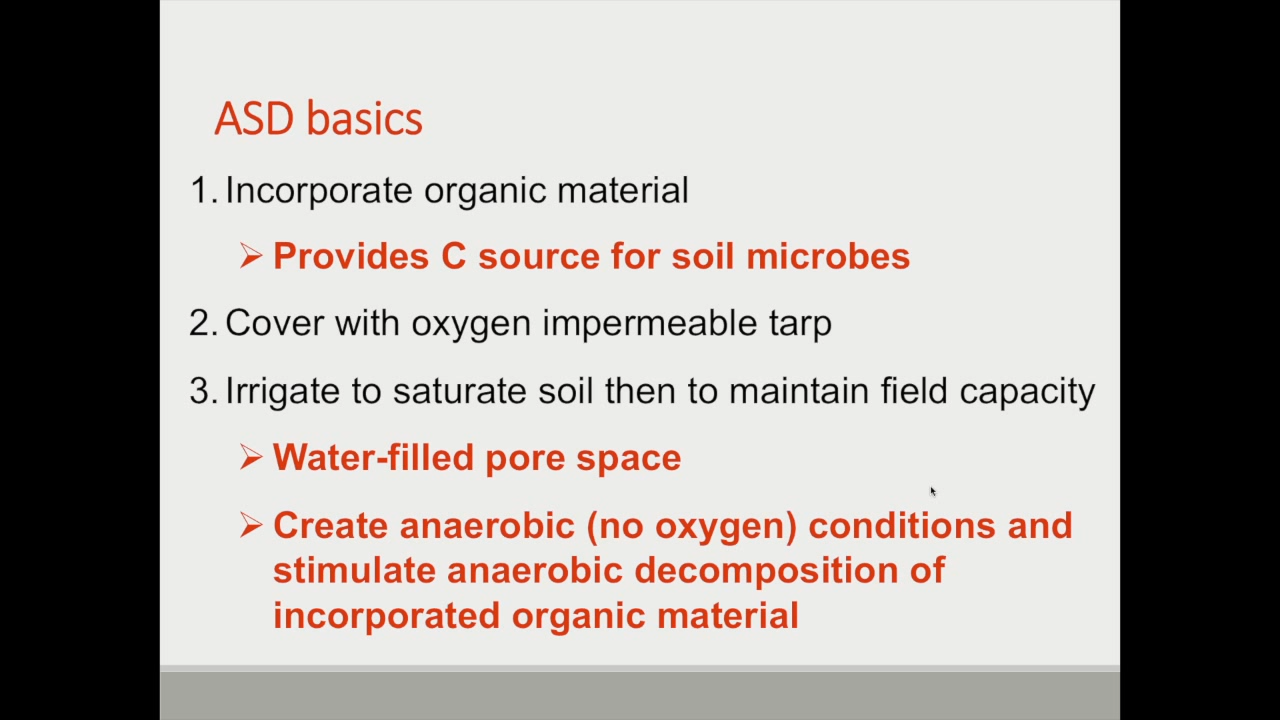 ASD basics
1. Incorporate organic material
➢ Provides C source for soil microbes
2. Cover with oxygen impermeable tarp
3. Irrigate to saturate soil then to maintain field capacity
➢ Water-filled pore space
➢ Create anaerobic (no oxygen) conditions and
stimulate anaerobic decomposition of
incorporated organic material